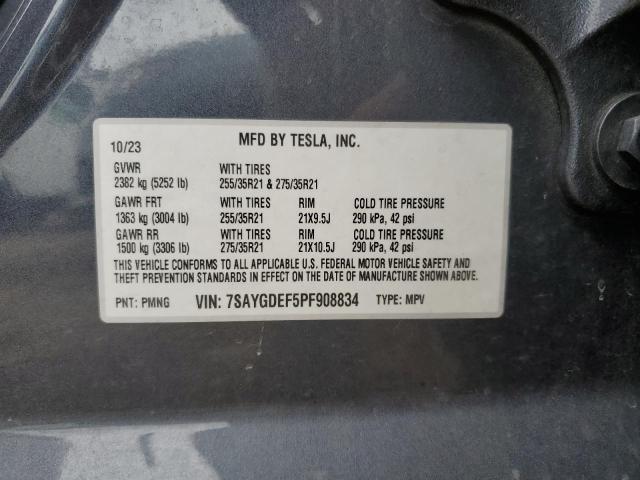 10/23 MFD BY TESLA, INC.
GVWR WITH TIRES
2382 kg (5252 lb) 255/35R21 & 275/35R21
GAWR FRT WITH TIRES RIM COLD TIRE PRESSURE
1363 kg (3004 lb) 255/35R21 21X9.5J 290 kPa, 42 psi
GAWR RR WITH TIRES RIM COLD TIRE PRESSURE
1500 kg (3306 lb) 275/35R21 21X10.5J 290 kPa, 42 psi
THIS VEHICLE CONFORMS TO ALL APPLICABLE U.S. FEDERAL MOTOR VEHICLE SAFETY AND
THEFT PREVENTION STANDARDS IN EFFECT ON THE DATE OF MANUFACTURE SHOWN ABOVE.
PNT: PMNG VIN: 7SAYGDEF5PF908834 TYPE: MPV